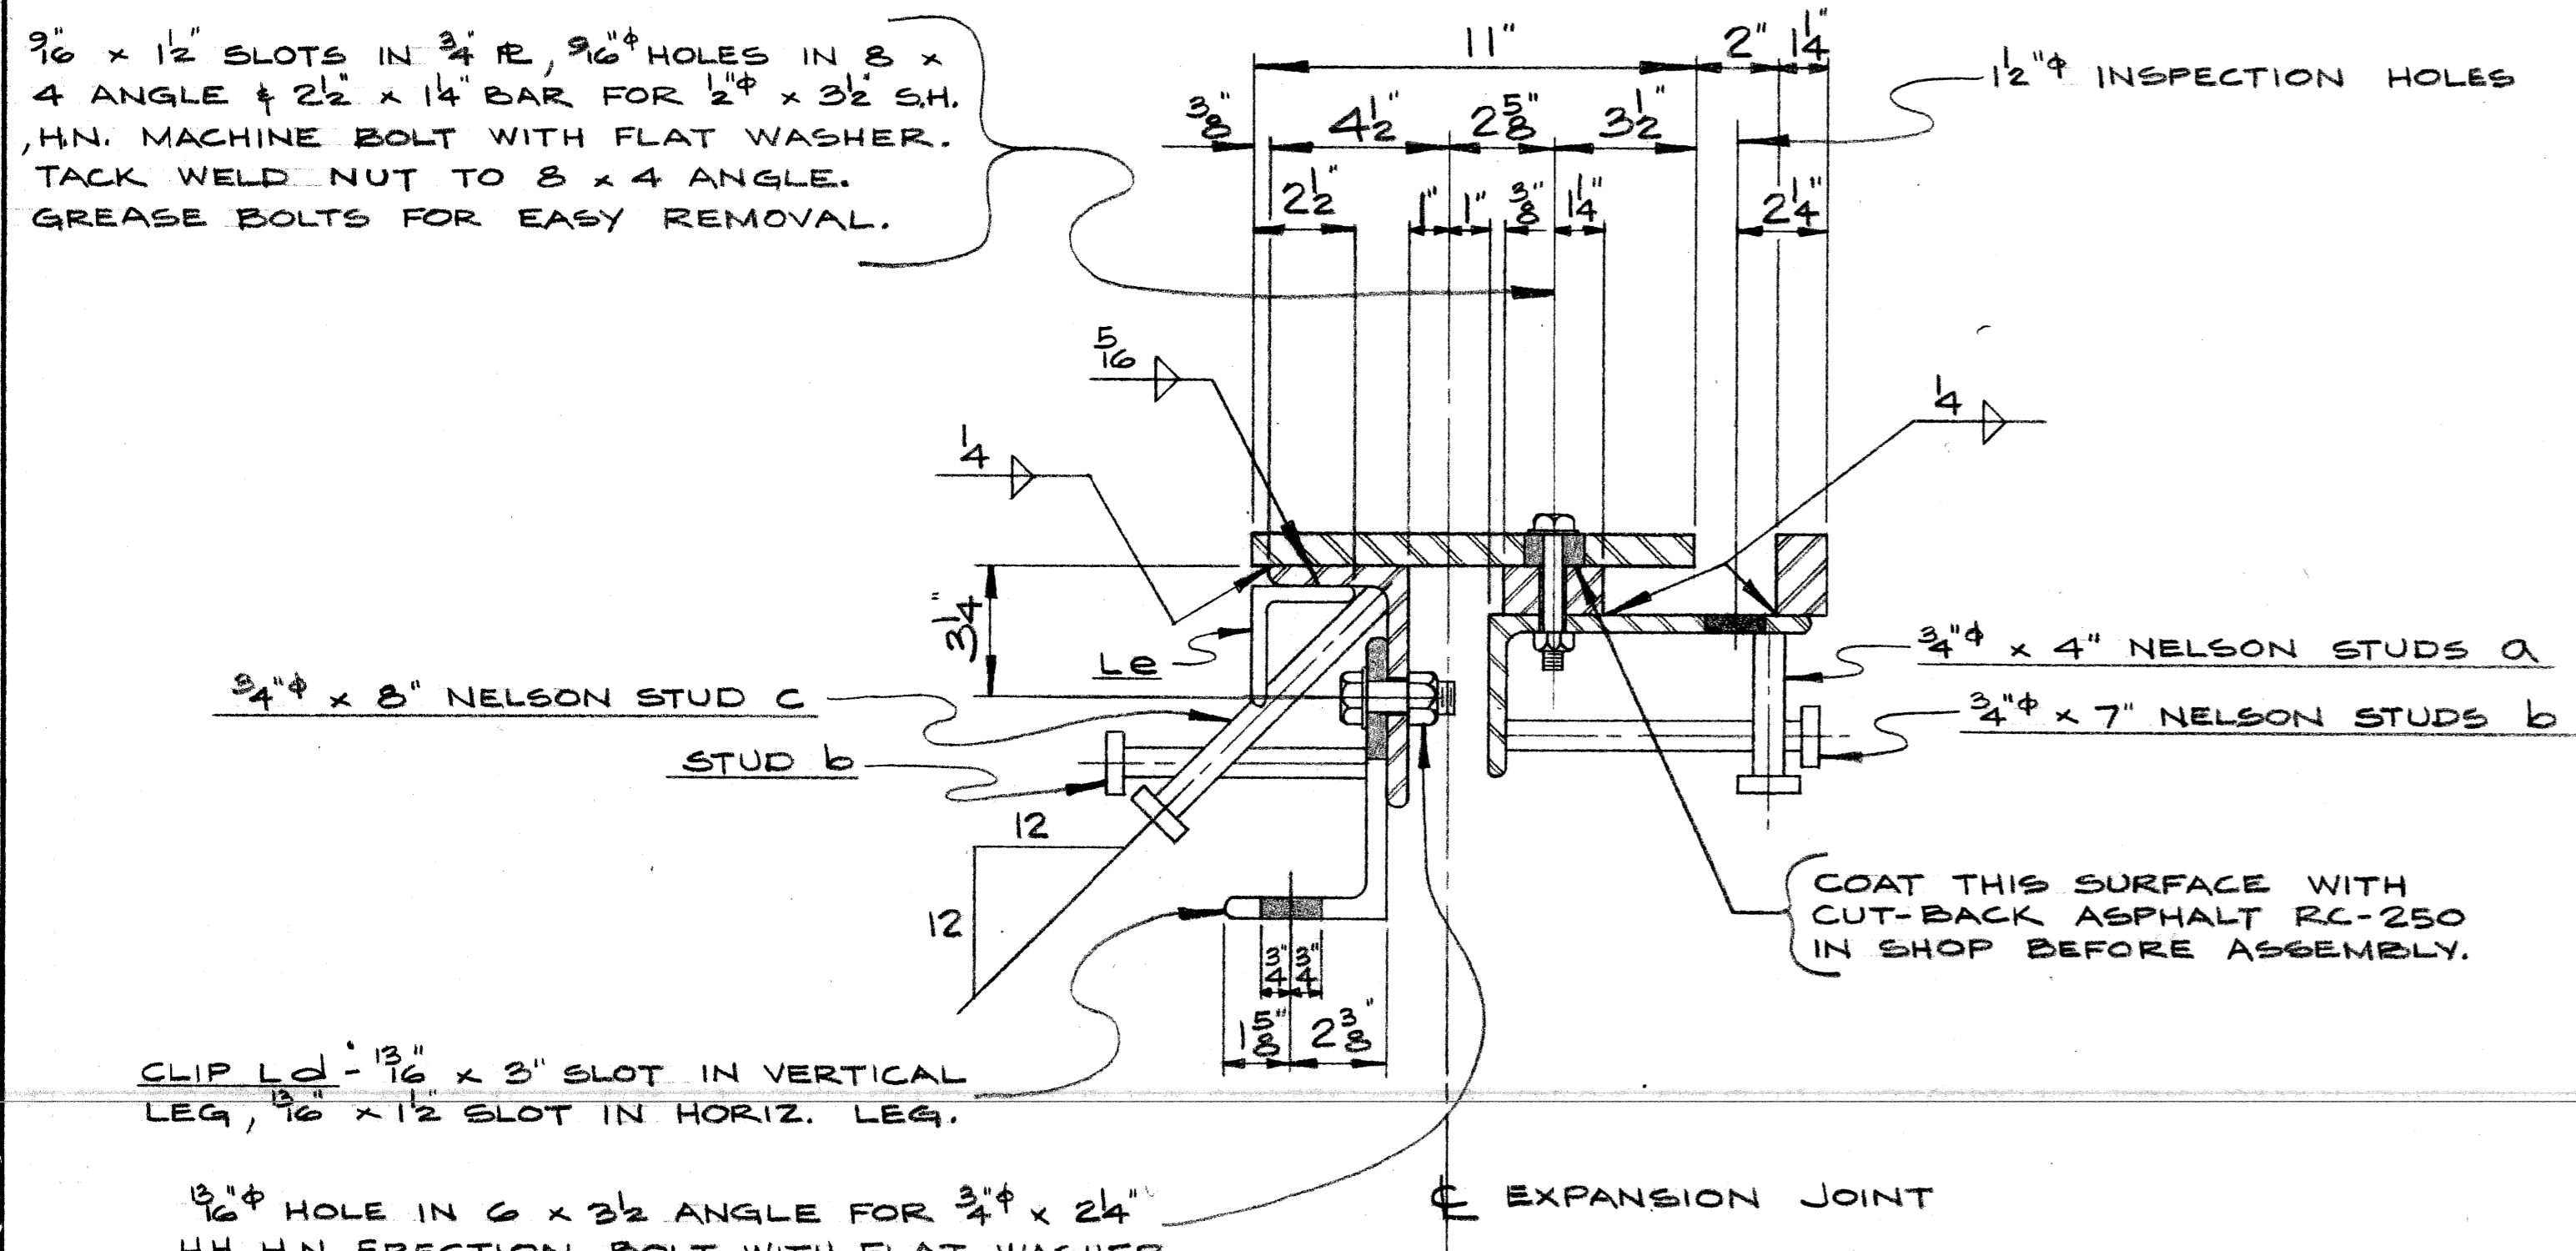 9/16" x 1 1/2" SLOTS IN 3/4" ℞, 9/16"φ HOLES IN 8 x
4 ANGLE & 2 1/2" x 1 1/4" BAR FOR 1/2"φ x 3 1/2" S.H.
,H.N. MACHINE BOLT WITH FLAT WASHER.
TACK WELD NUT TO 8 x 4 ANGLE.
GREASE BOLTS FOR EASY REMOVAL.
11" 2" 1 1/4"
1 1/2"φ INSPECTION HOLES
3/8" 4 1/2" 2 5/8" 3 1/2"
2 1/2" 1" 1" 3/8" 1 1/4" 2 1/4"
5/16
1/4
1/4
3 1/4"
Le
3/4"φ x 4" NELSON STUDS a
3/4"φ x 8" NELSON STUD c
3/4"φ x 7" NELSON STUDS b
STUD b
12
12
COAT THIS SURFACE WITH
CUT-BACK ASPHALT RC-250
IN SHOP BEFORE ASSEMBLY.
3/4" 3/4"
1 5/8" 2 3/8"
CLIP Ld - 13/16" x 3" SLOT IN VERTICAL
LEG, 13/16" x 1 1/2" SLOT IN HORIZ. LEG.
13/16"φ HOLE IN 6 x 3 1/2 ANGLE FOR 3/4"φ x 2 1/4"
℄ EXPANSION JOINT
H.H. H.N. ERECTION BOLT WITH FLAT WASHER